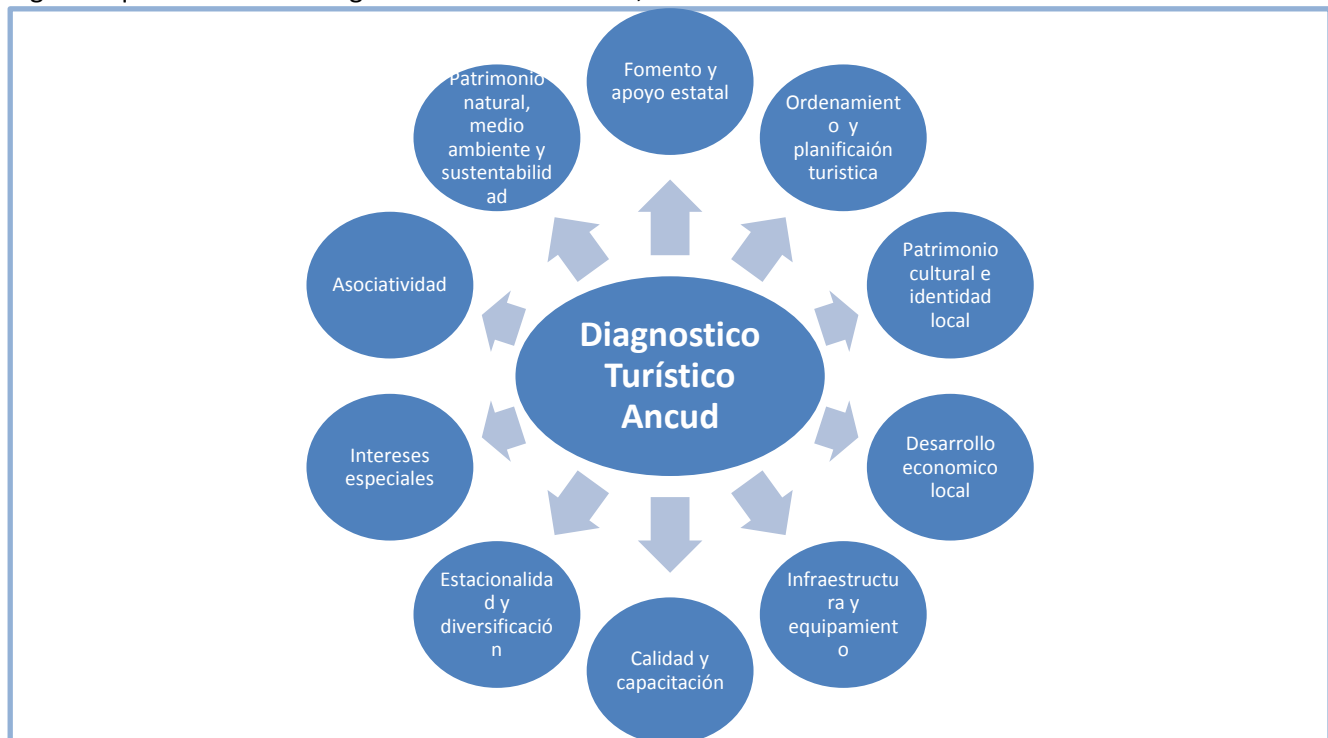 Fomento y
apoyo estatal
Ordenamient
o y
planificaión
turistica
Patrimonio
cultural e
identidad
local
Desarrollo
economico
local
Infraestructu
ra y
equipamient
o
Calidad y
capacitación
Estacionalida
d y
diversificació
n
Intereses
especiales
Asociatividad
Patrimonio
natural,
medio
ambiente y
sustentabilid
ad
Diagnostico
Turístico
Ancud